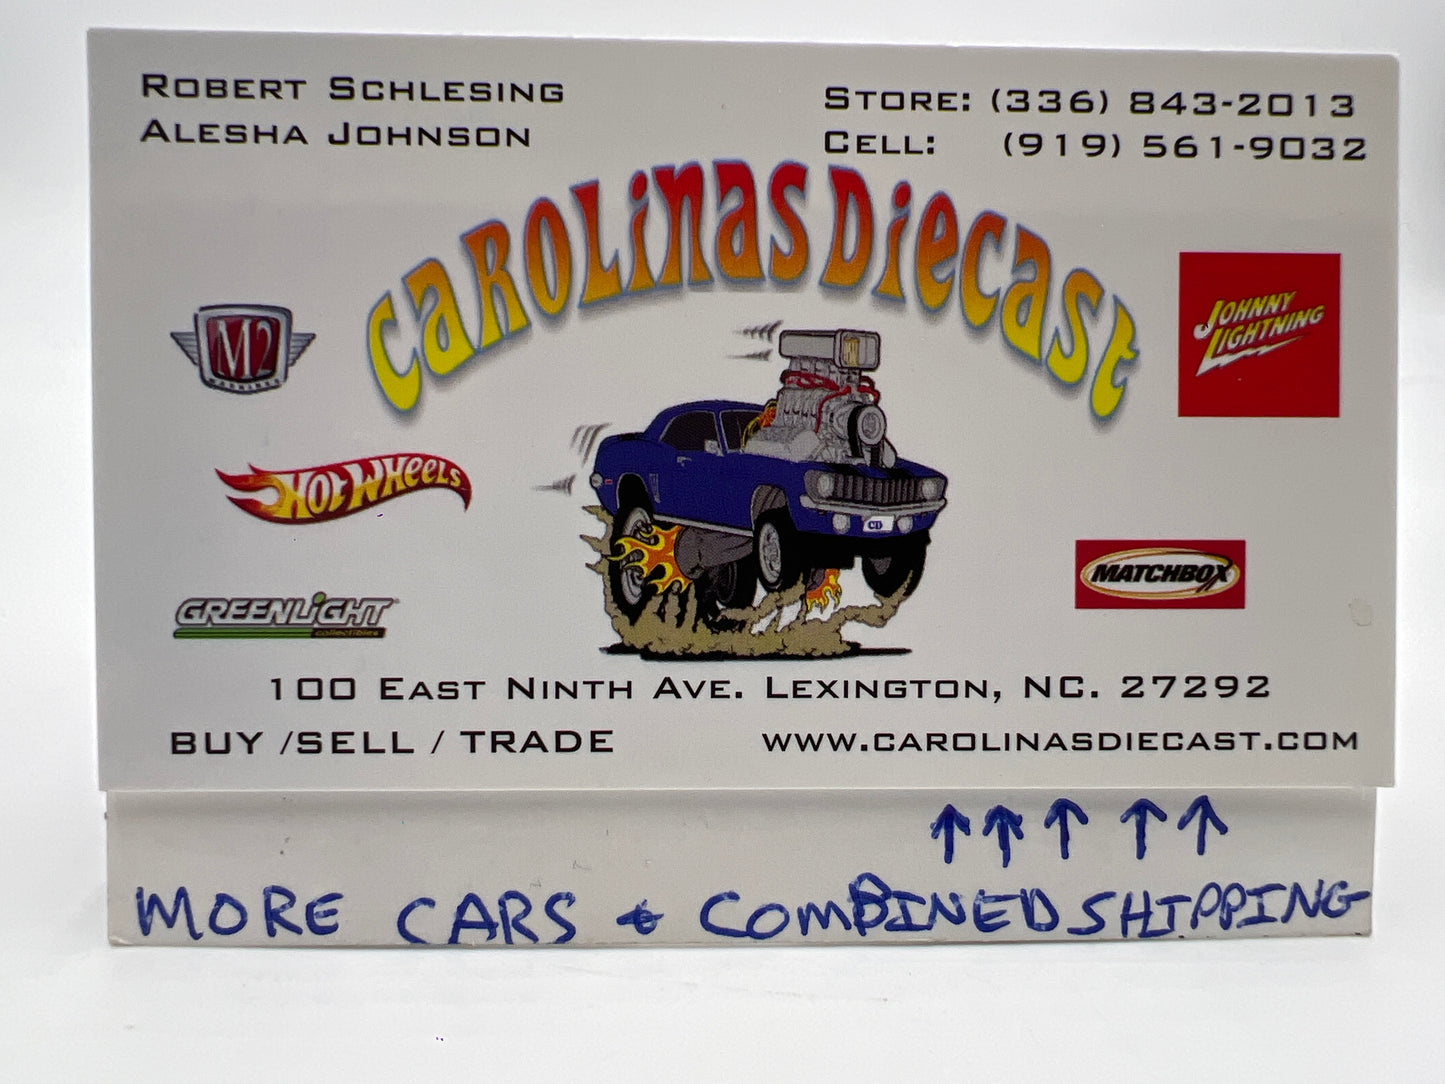 ROBERT SCHLESING
ALESHA JOHNSON
STORE: (336) 843-2013
CELL: (919) 561-9032
CAROLiNAS DiECAST
M2
MACHINES
JOHNNY
LIGHTNING
HOT WHEELS
CD
MATCHBOX
GREENLiGHT
collectibles
100 EAST NINTH AVE. LEXINGTON, NC. 27292
BUY /SELL / TRADE
WWW.CAROLINASDIECAST.COM
↑↑↑↑↑
MORE CARS & COMBINED SHIPPING